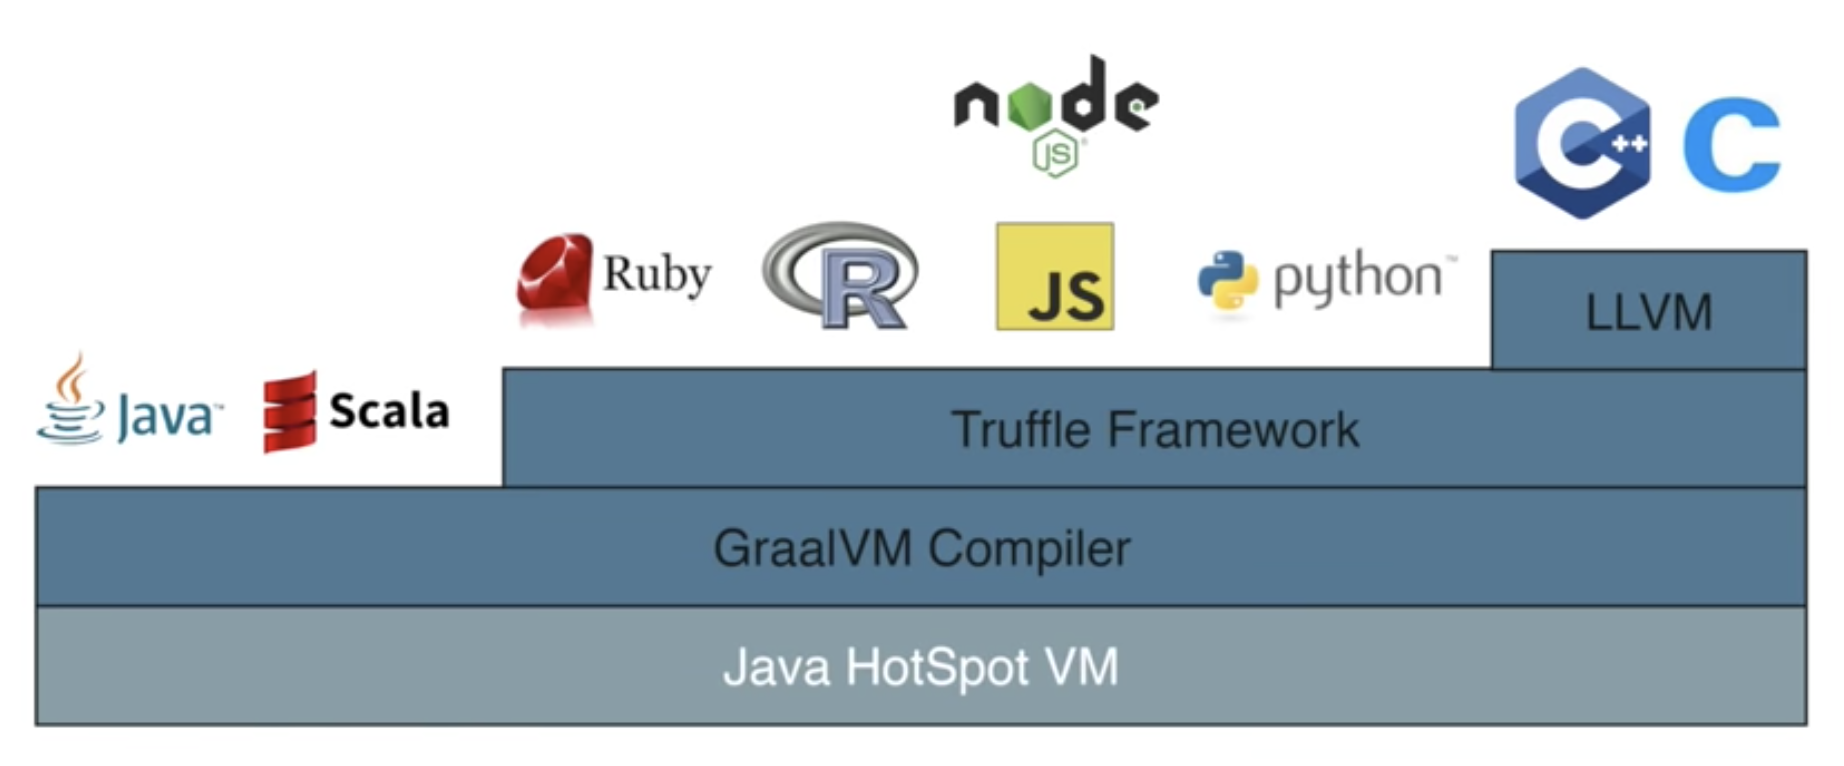 node
JS
C++
C
Ruby
R
JS
python™
LLVM
Java™
Scala
Truffle Framework
GraalVM Compiler
Java HotSpot VM